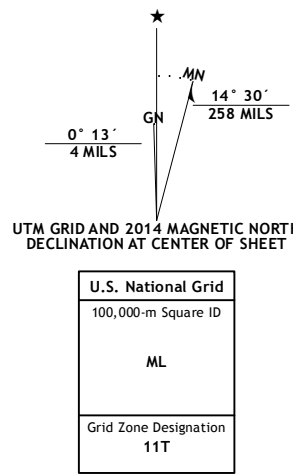 ★
MN
GN
14° 30´
258 MILS
0° 13´
4 MILS
UTM GRID AND 2014 MAGNETIC NORTH
DECLINATION AT CENTER OF SHEET
U.S. National Grid
100,000-m Square ID
ML
Grid Zone Designation
11T